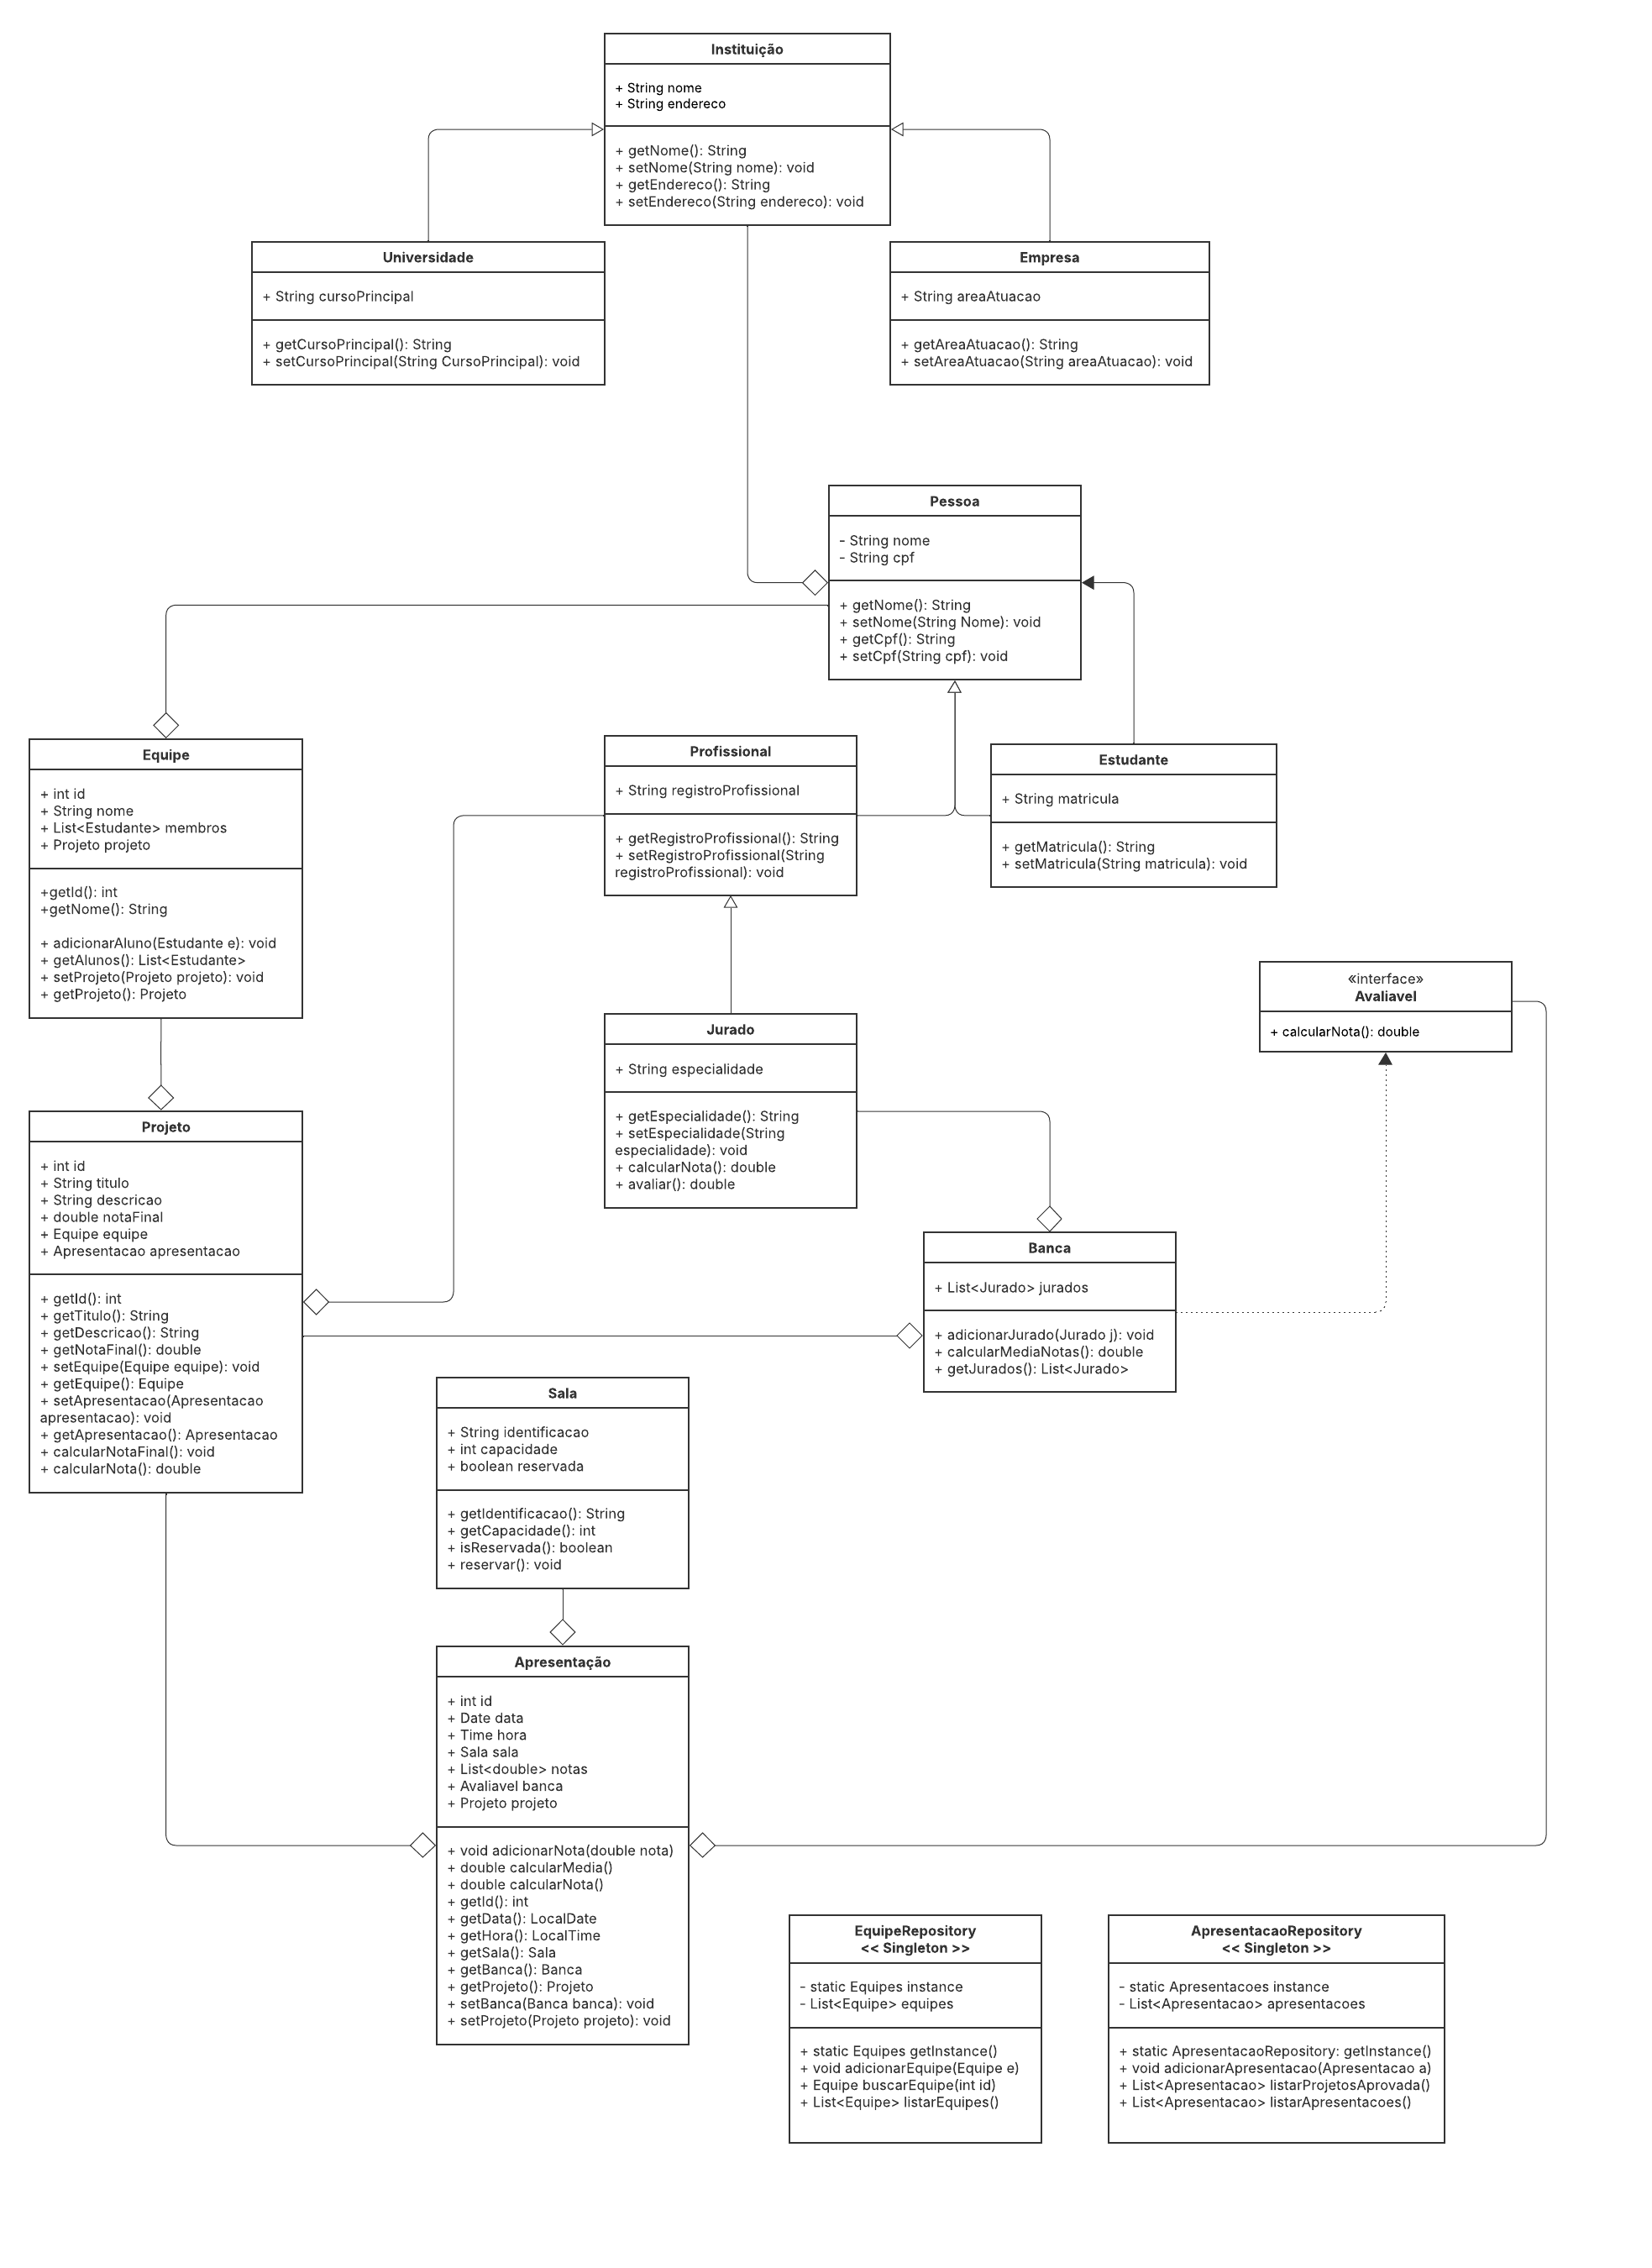 Instituição
+ String nome
+ String endereco
+ getNome(): String
+ setNome(String nome): void
+ getEndereco(): String
+ setEndereco(String endereco): void
Universidade
+ String cursoPrincipal
+ getCursoPrincipal(): String
+ setCursoPrincipal(String CursoPrincipal): void
Empresa
+ String areaAtuacao
+ getAreaAtuacao(): String
+ setAreaAtuacao(String areaAtuacao): void
Pessoa
- String nome
- String cpf
+ getNome(): String
+ setNome(String Nome): void
+ getCpf(): String
+ setCpf(String cpf): void
Equipe
+ int id
+ String nome
+ List<Estudante> membros
+ Projeto projeto
+getId(): int
+getNome(): String
+ adicionarAluno(Estudante e): void
+ getAlunos(): List<Estudante>
+ setProjeto(Projeto projeto): void
+ getProjeto(): Projeto
Profissional
+ String registroProfissional
+ getRegistroProfissional(): String
+ setRegistroProfissional(String
registroProfissional): void
Estudante
+ String matricula
+ getMatricula(): String
+ setMatricula(String matricula): void
«interface»
Avaliavel
+ calcularNota(): double
Jurado
+ String especialidade
+ getEspecialidade(): String
+ setEspecialidade(String
especialidade): void
+ calcularNota(): double
+ avaliar(): double
Projeto
+ int id
+ String titulo
+ String descricao
+ double notaFinal
+ Equipe equipe
+ Apresentacao apresentacao
+ getId(): int
+ getTitulo(): String
+ getDescricao(): String
+ getNotaFinal(): double
+ setEquipe(Equipe equipe): void
+ getEquipe(): Equipe
+ setApresentacao(Apresentacao
apresentacao): void
+ getApresentacao(): Apresentacao
+ calcularNotaFinal(): void
+ calcularNota(): double
Banca
+ List<Jurado> jurados
+ adicionarJurado(Jurado j): void
+ calcularMediaNotas(): double
+ getJurados(): List<Jurado>
Sala
+ String identificacao
+ int capacidade
+ boolean reservada
+ getIdentificacao(): String
+ getCapacidade(): int
+ isReservada(): boolean
+ reservar(): void
Apresentação
+ int id
+ Date data
+ Time hora
+ Sala sala
+ List<double> notas
+ Avaliavel banca
+ Projeto projeto
+ void adicionarNota(double nota)
+ double calcularMedia()
+ double calcularNota()
+ getId(): int
+ getData(): LocalDate
+ getHora(): LocalTime
+ getSala(): Sala
+ getBanca(): Banca
+ getProjeto(): Projeto
+ setBanca(Banca banca): void
+ setProjeto(Projeto projeto): void
EquipeRepository
<< Singleton >>
- static Equipes instance
- List<Equipe> equipes
+ static Equipes getInstance()
+ void adicionarEquipe(Equipe e)
+ Equipe buscarEquipe(int id)
+ List<Equipe> listarEquipes()
ApresentacaoRepository
<< Singleton >>
- static Apresentacoes instance
- List<Apresentacao> apresentacoes
+ static ApresentacaoRepository: getInstance()
+ void adicionarApresentacao(Apresentacao a)
+ List<Apresentacao> listarProjetosAprovada()
+ List<Apresentacao> listarApresentacoes()